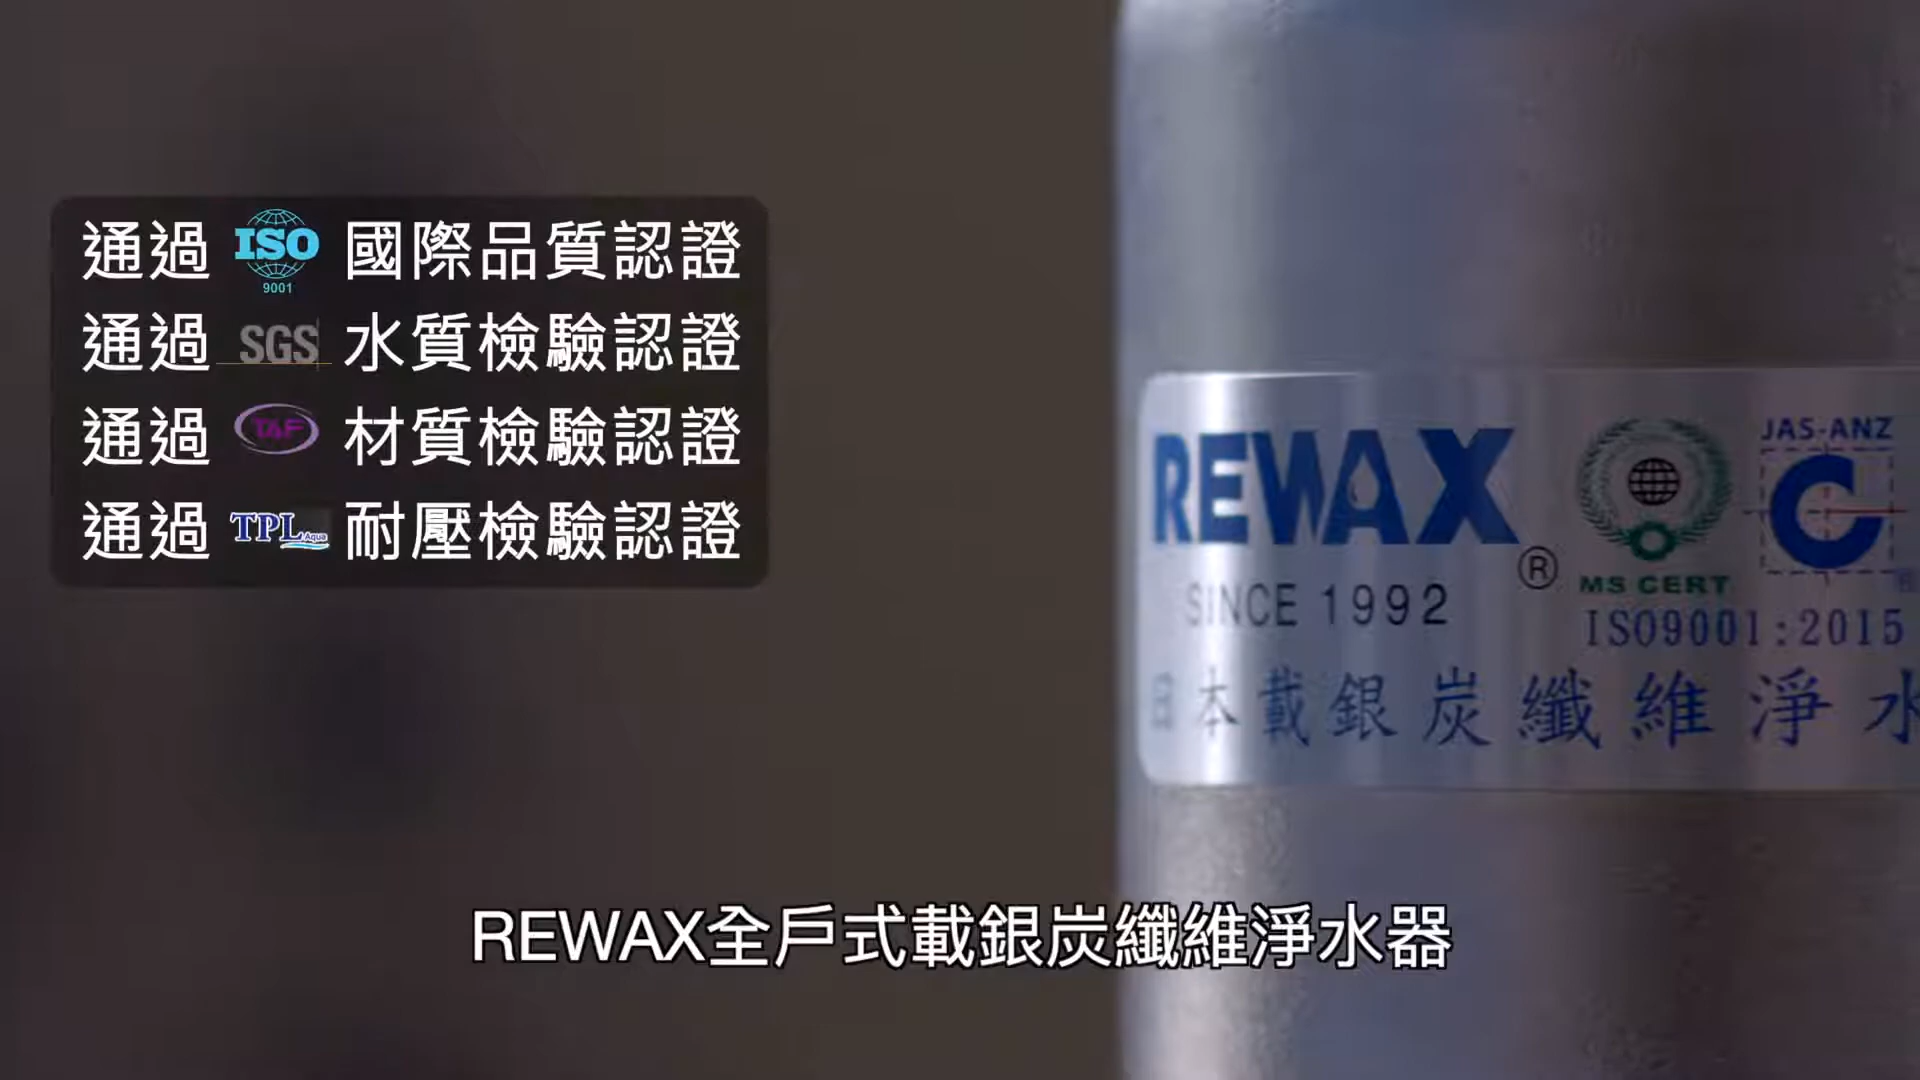 通過 ISO 9001 國際品質認證
通過 SGS 水質檢驗認證
通過 TAF 材質檢驗認證
通過 TPL Aqua 耐壓檢驗認證
REWAX®
SINCE 1992
MS CERT
JAS-ANZ
ISO9001:2015
日本載銀炭纖維淨水
REWAX全戶式載銀炭纖維淨水器